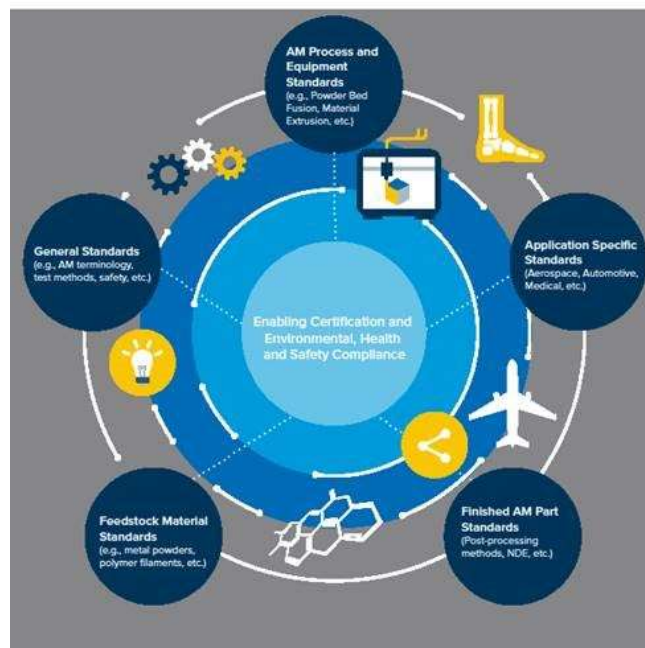 AM Process and
Equipment
Standards
(e.g., Powder Bed
Fusion, Material
Extrusion, etc.)
General Standards
(e.g., AM terminology,
test methods, safety, etc.)
Application Specific
Standards
(Aerospace, Automotive,
Medical, etc.)
Enabling Certification and
Environmental, Health
and Safety Compliance
Feedstock Material
Standards
(e.g., metal powders,
polymer filaments, etc.)
Finished AM Part
Standards
(Post-processing
methods, NDE, etc.)